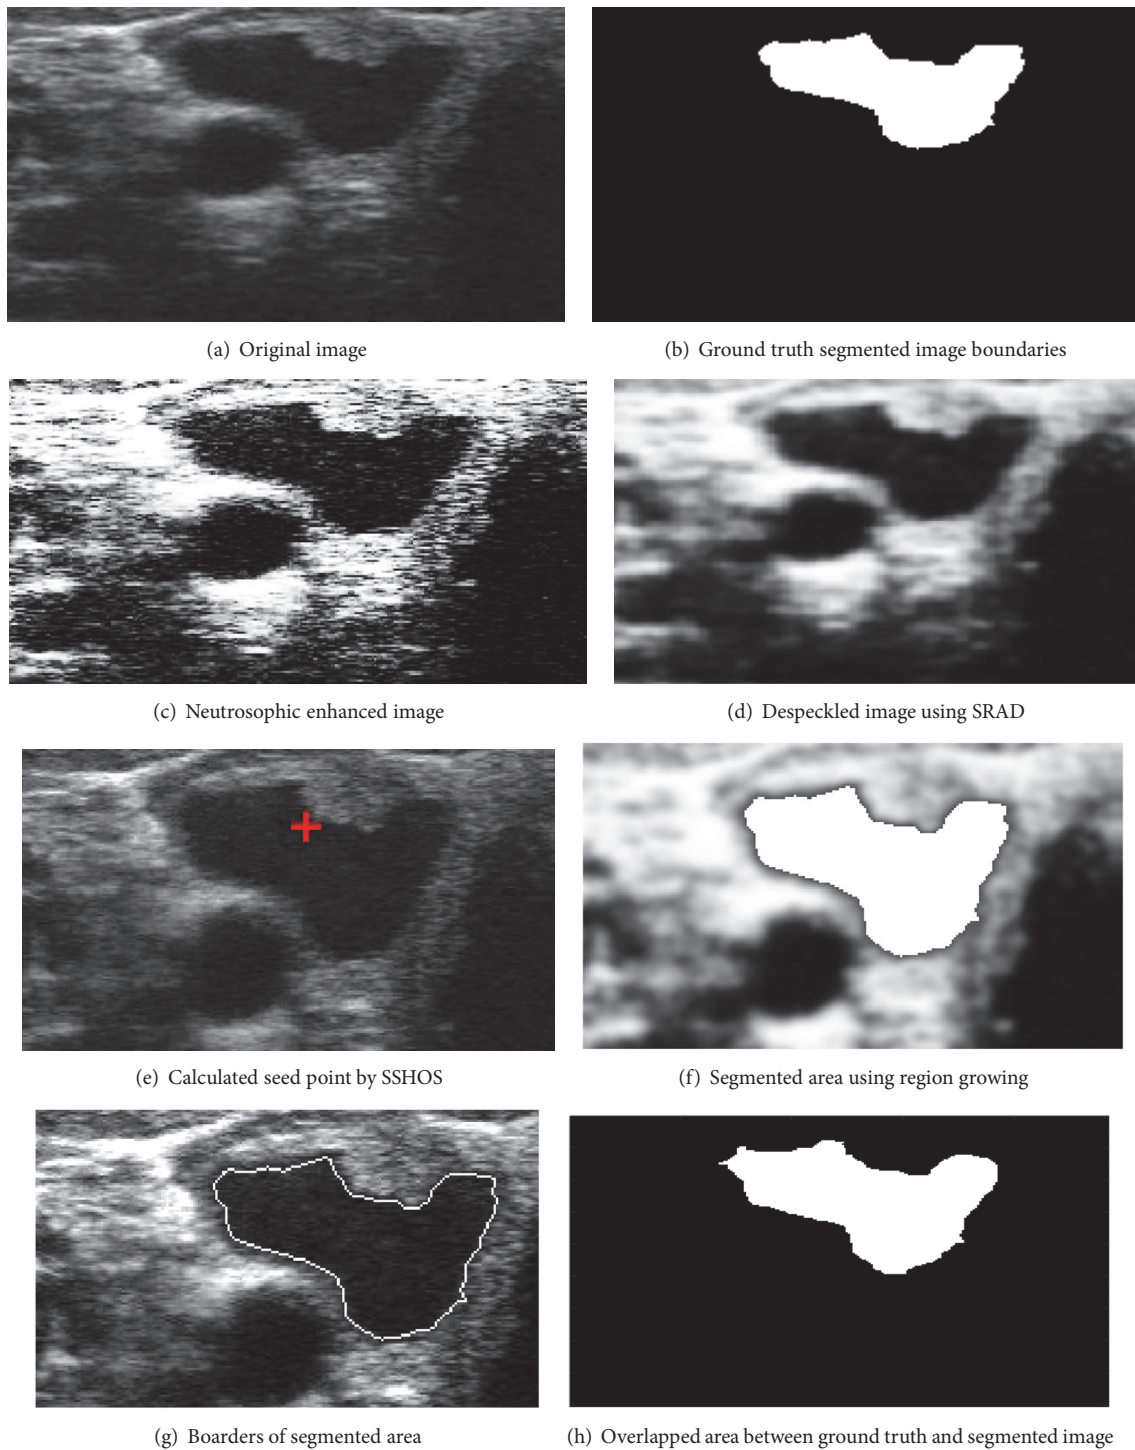 (a) Original image
(b) Ground truth segmented image boundaries
(c) Neutrosophic enhanced image
(d) Despeckled image using SRAD
(e) Calculated seed point by SSHOS
(f) Segmented area using region growing
(g) Boarders of segmented area
(h) Overlapped area between ground truth and segmented image